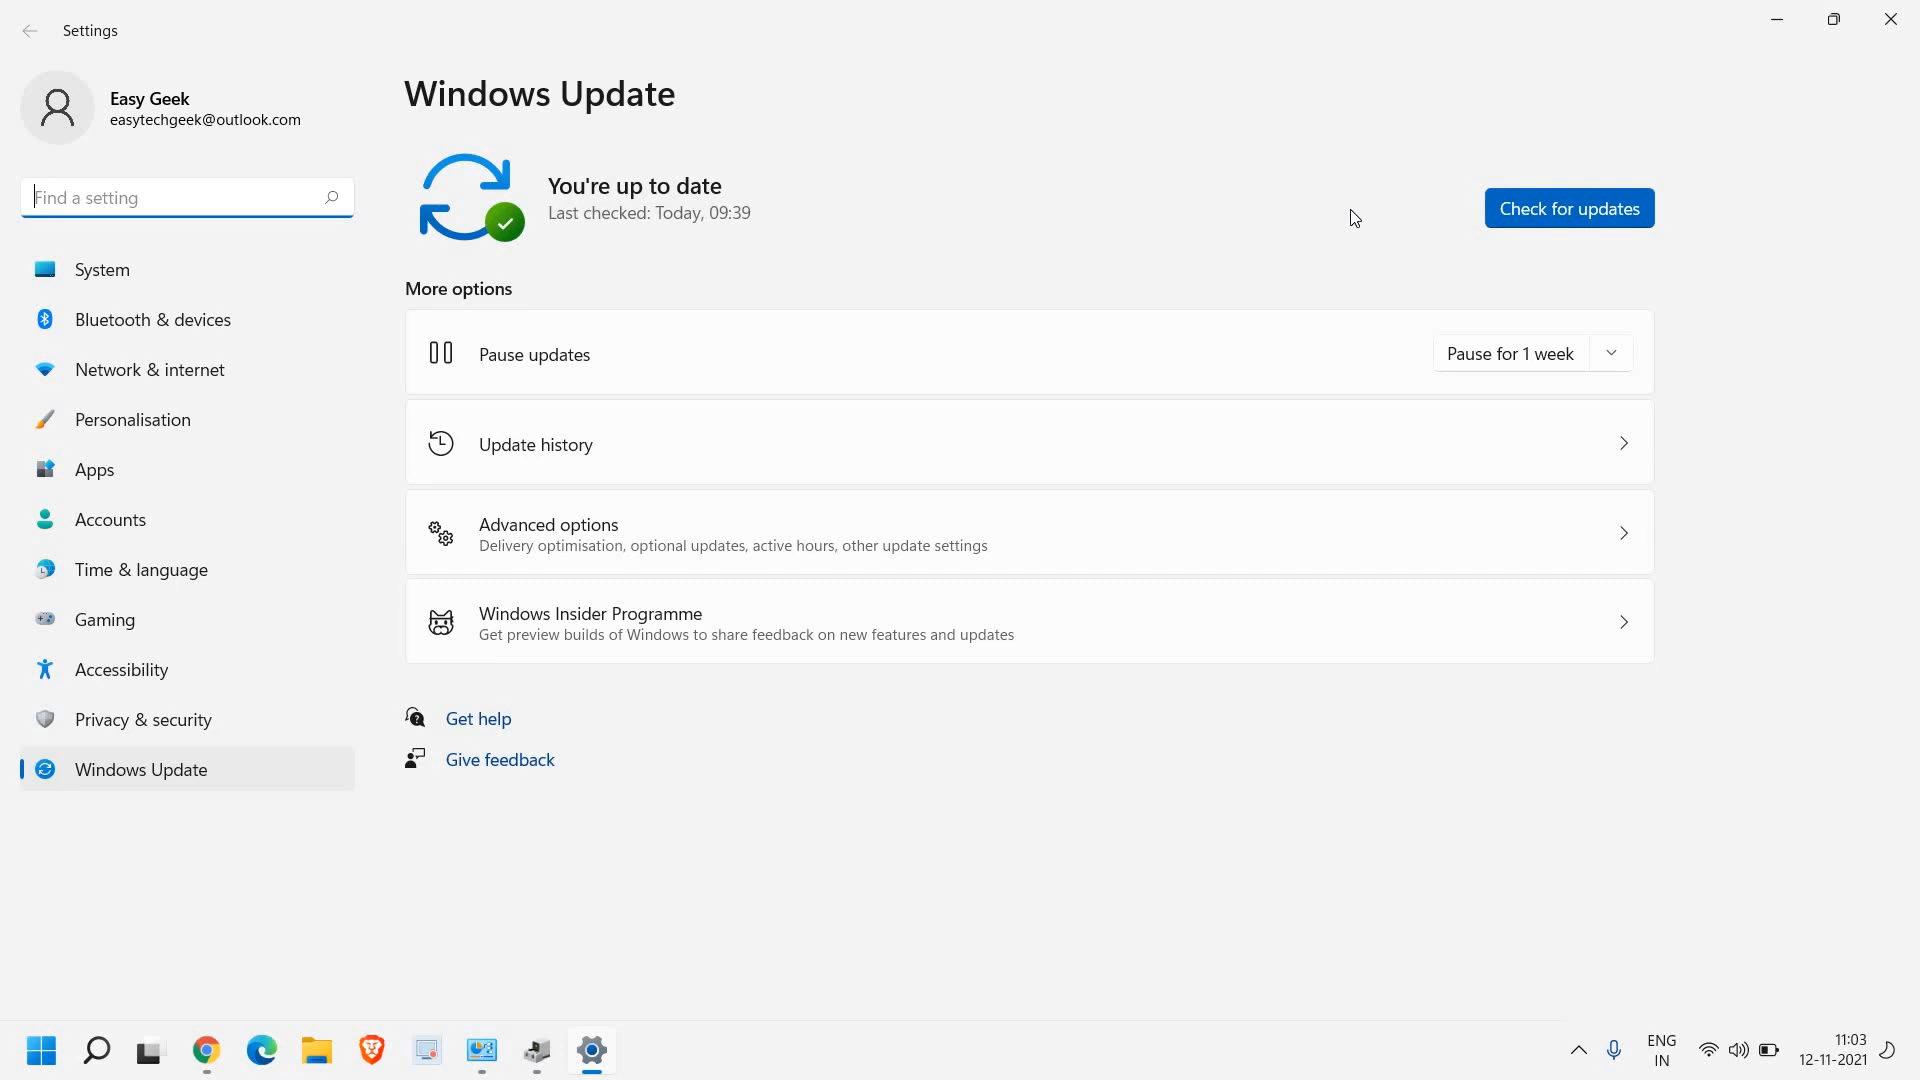 Settings
Easy Geek
easytechgeek@outlook.com
Find a setting
System
Bluetooth & devices
Network & internet
Personalisation
Apps
Accounts
Time & language
Gaming
Accessibility
Privacy & security
Windows Update
Windows Update
You're up to date
Last checked: Today, 09:39
Check for updates
More options
Pause updates
Pause for 1 week
Update history
Advanced options
Delivery optimisation, optional updates, active hours, other update settings
Windows Insider Programme
Get preview builds of Windows to share feedback on new features and updates
Get help
Give feedback
ENG
IN
11:03
12-11-2021